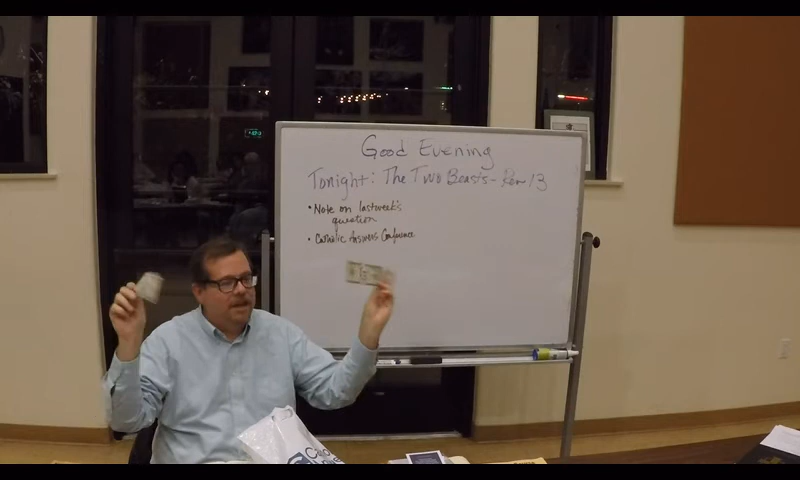 Good Evening
Tonight: The Two Beasts - Rev 13
• Note on last week's
question
• Catholic Answers Conference